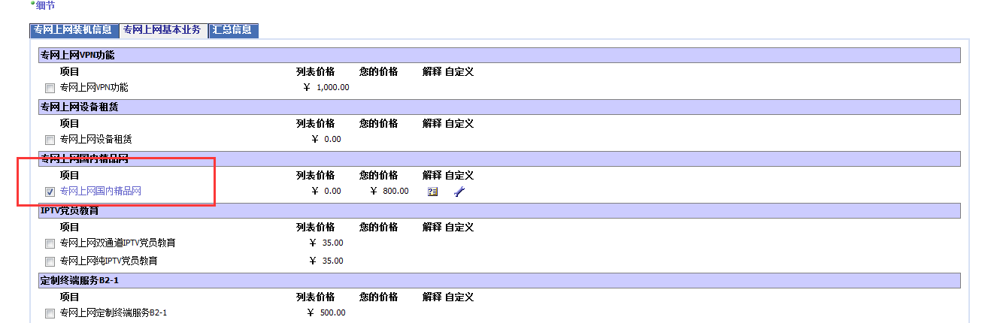 细节
专网上网装机信息 专网上网基本业务 汇总信息
专网上网VPN功能
项目 列表价格 您的价格 解释 自定义
专网上网VPN功能 ￥ 1,000.00
专网上网设备租赁
项目 列表价格 您的价格 解释 自定义
专网上网设备租赁 ￥ 0.00
专网上网国内精品网
项目 列表价格 您的价格 解释 自定义
专网上网国内精品网 ￥ 0.00 ￥ 800.00
IPTV党员教育
项目 列表价格 您的价格 解释 自定义
专网上网双通道IPTV党员教育 ￥ 35.00
专网上网纯IPTV党员教育 ￥ 35.00
定制终端服务B2-1
项目 列表价格 您的价格 解释 自定义
专网上网定制终端服务B2-1 ￥ 500.00